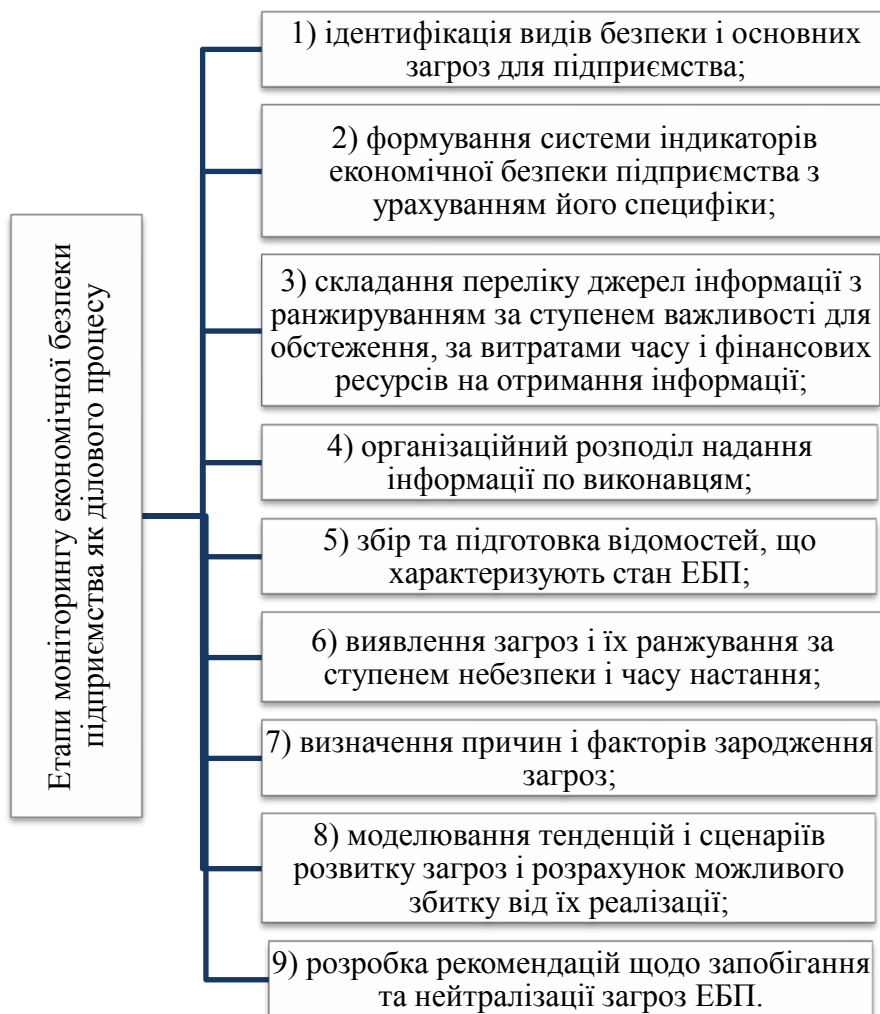 Етапи моніторингу економічної безпеки
підприємства як ділового процесу
1) ідентифікація видів безпеки і основних
загроз для підприємства;
2) формування системи індикаторів
економічної безпеки підприємства з
урахуванням його специфіки;
3) складання переліку джерел інформації з
ранжируванням за ступенем важливості для
обстеження, за витратами часу і фінансових
ресурсів на отримання інформації;
4) організаційний розподіл надання
інформації по виконавцям;
5) збір та підготовка відомостей, що
характеризують стан ЕБП;
6) виявлення загроз і їх ранжування за
ступенем небезпеки і часу настання;
7) визначення причин і факторів зародження
загроз;
8) моделювання тенденцій і сценаріїв
розвитку загроз і розрахунок можливого
збитку від їх реалізації;
9) розробка рекомендацій щодо запобігання
та нейтралізації загроз ЕБП.